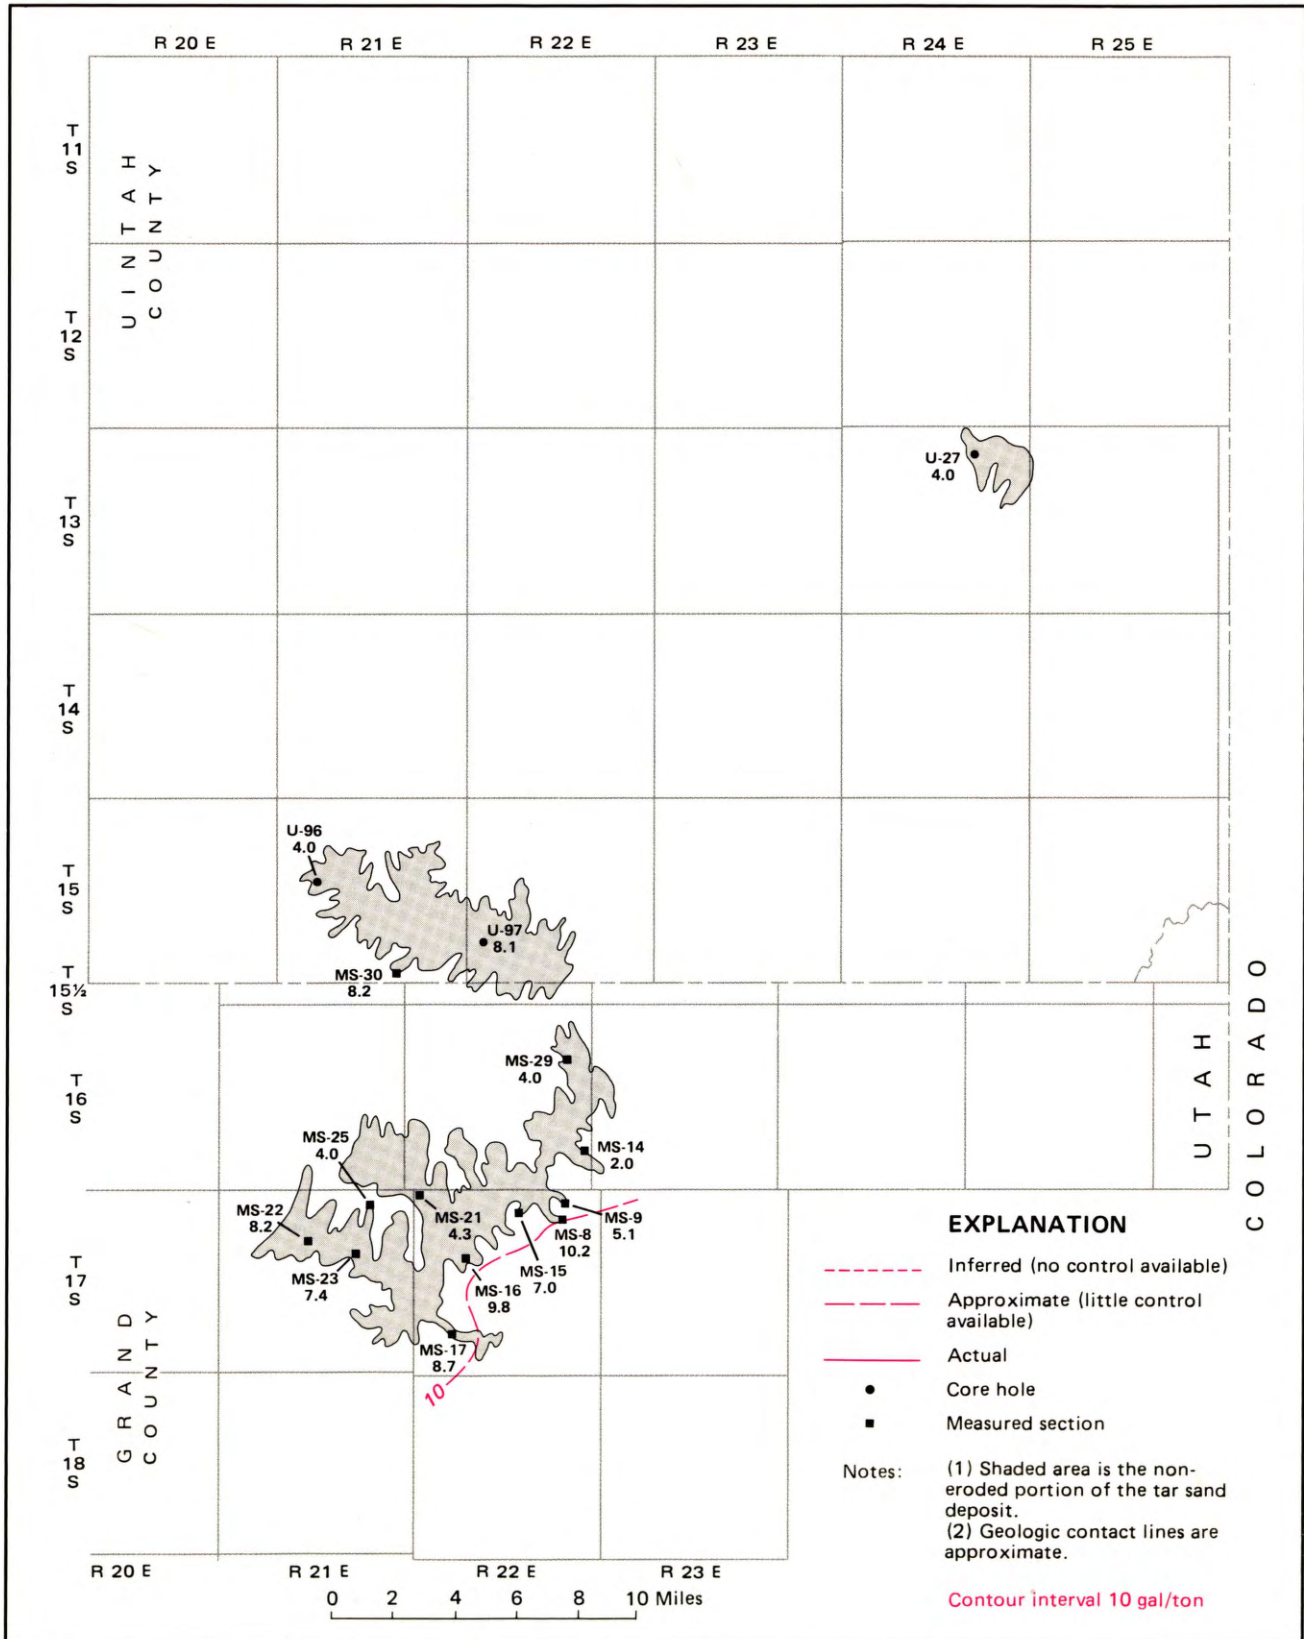 R 20 E R 21 E R 22 E R 23 E R 24 E R 25 E
T
11
S
UINTAH
COUNTY
T
12
S
U-27
4.0
T
13
S
T
14
S
U-96
4.0
T
15
S
U-97
8.1
MS-30
8.2
T
15½
S
MS-29
4.0
T
16
S
MS-25
4.0
MS-14
2.0
UTAH
COLORADO
MS-22
8.2
MS-21
4.3
MS-9
5.1
MS-8
10.2
MS-15
7.0
MS-23
7.4
MS-16
9.8
T
17
S
MS-17
8.7
10
GRAND
COUNTY
T
18
S
R 20 E R 21 E R 22 E R 23 E
0 2 4 6 8 10 Miles
EXPLANATION
Inferred (no control available)
Approximate (little control
available)
Actual
Core hole
Measured section
Notes: (1) Shaded area is the non-
eroded portion of the tar sand
deposit.
(2) Geologic contact lines are
approximate.
Contour interval 10 gal/ton